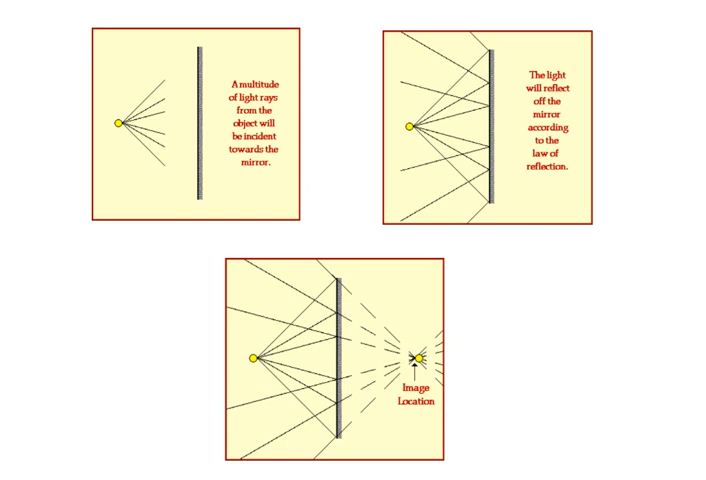 A multitude
of light rays
from the
object will
be incident
towards the
mirror.
The light
will reflect
off the
mirror
according
to the
law of
reflection.
Image
Location